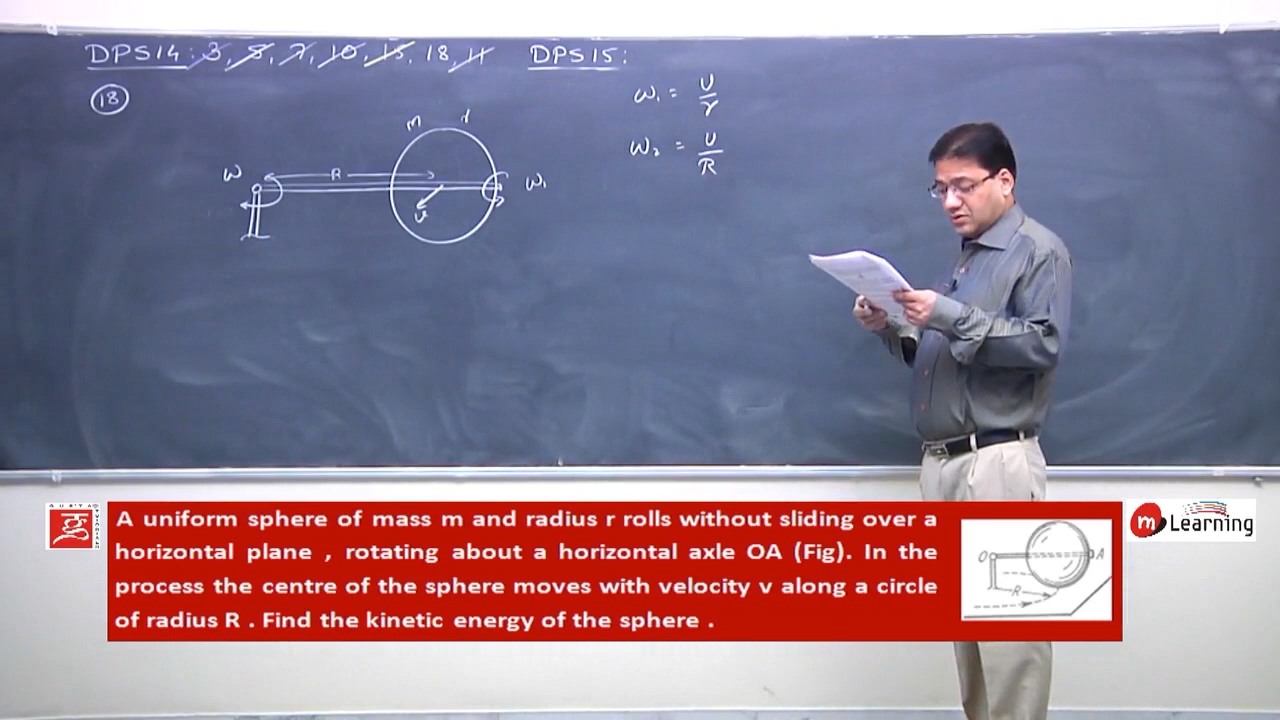 DPS14 : 3, 8, 7, 10, 15, 18, 11 DPS15 :
18
ω₁ = v/r
ω₂ = v/R
m r
ω R ω₁
v
A uniform sphere of mass m and radius r rolls without sliding over a
horizontal plane , rotating about a horizontal axle OA (Fig). In the
process the centre of the sphere moves with velocity v along a circle
of radius R . Find the kinetic energy of the sphere .
O A
R
GUPTA
ग
m Learning